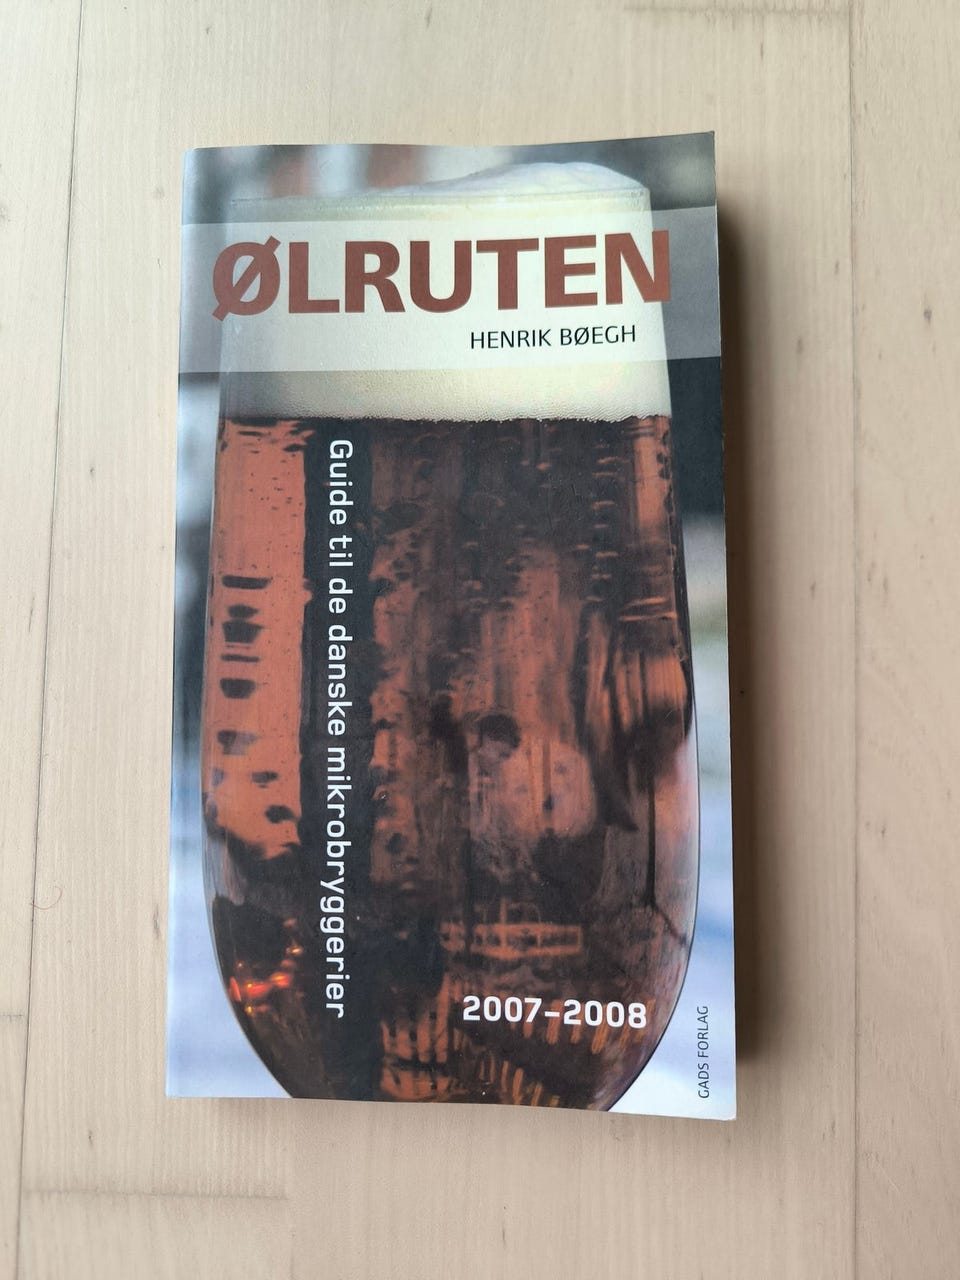 ØLRUTEN
HENRIK BØEGH
Guide til de danske mikrobryggerier
2007–2008
GADS FORLAG